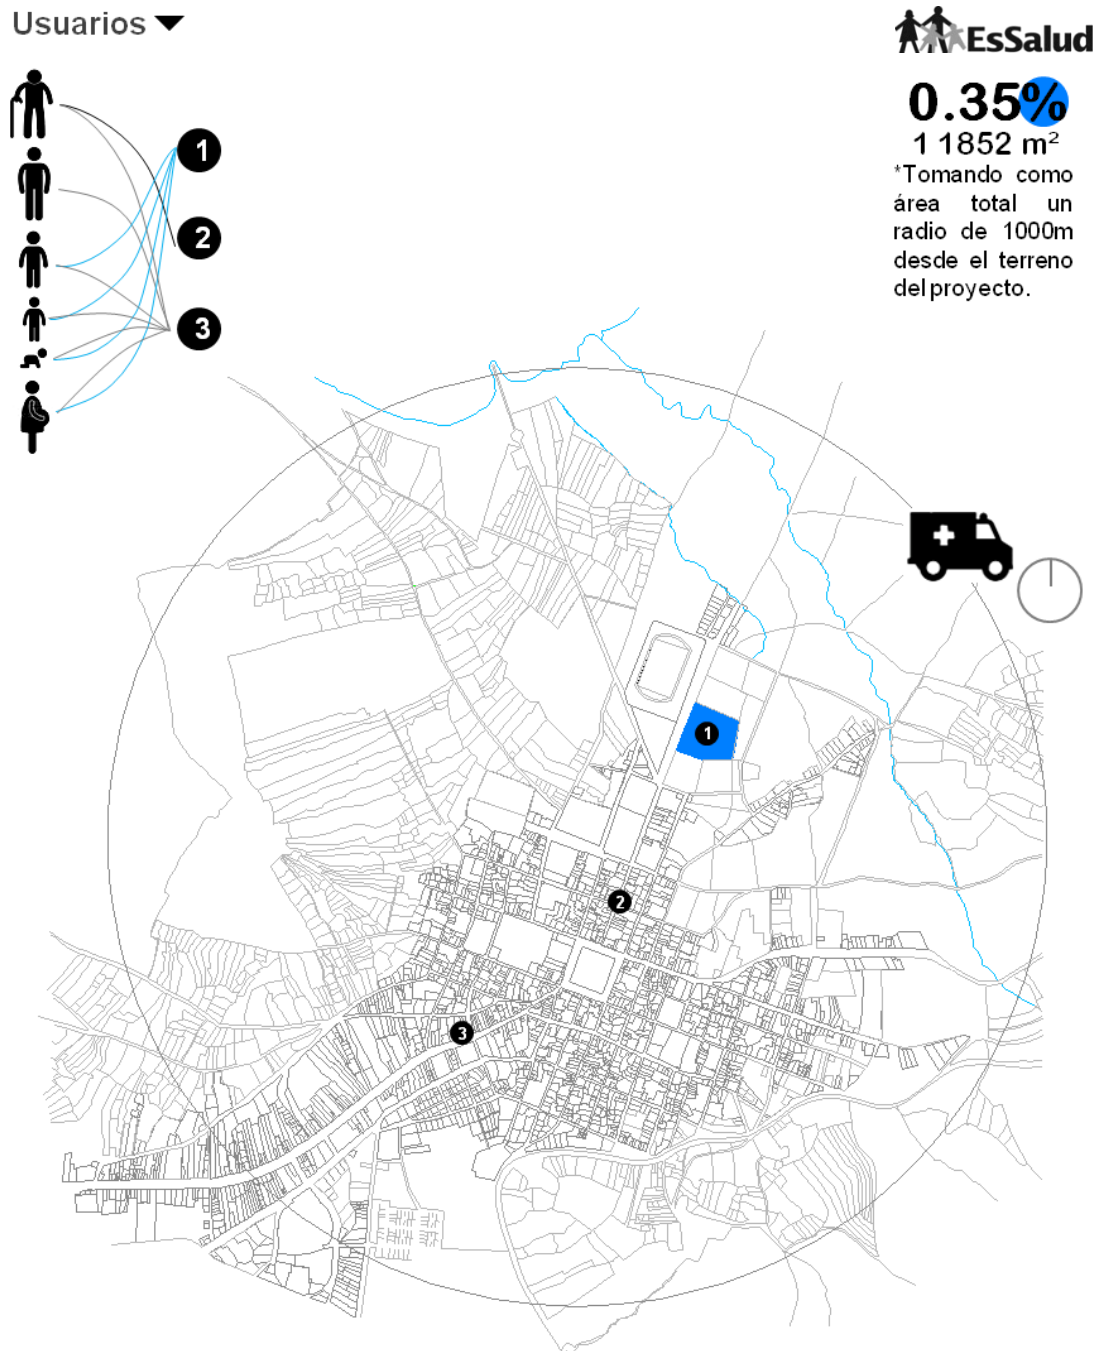 Usuarios
EsSalud
0.35%
1 1852 m²
*Tomando como
área total un
radio de 1000m
desde el terreno
del proyecto.
1
2
3
1
2
3